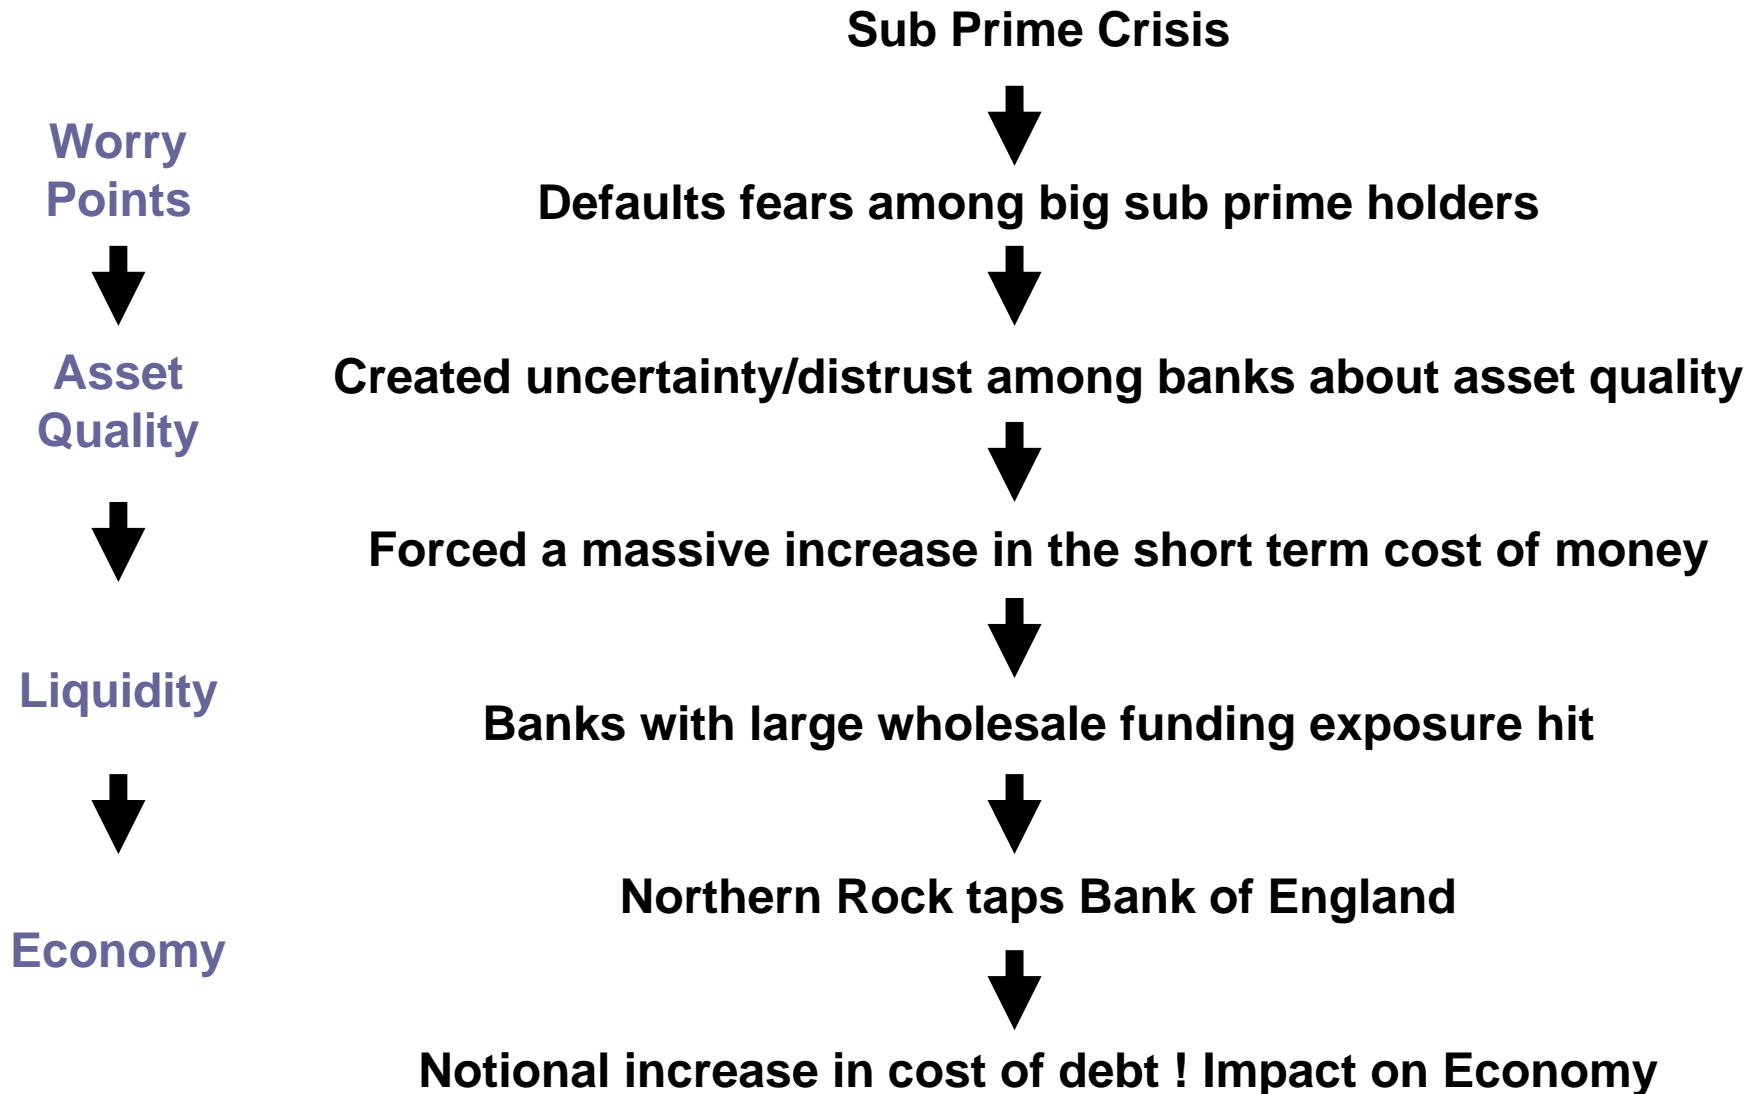 Sub Prime Crisis
Worry
Points
Defaults fears among big sub prime holders
Asset
Quality
Created uncertainty/distrust among banks about asset quality
Forced a massive increase in the short term cost of money
Liquidity
Banks with large wholesale funding exposure hit
Northern Rock taps Bank of England
Economy
Notional increase in cost of debt ! Impact on Economy